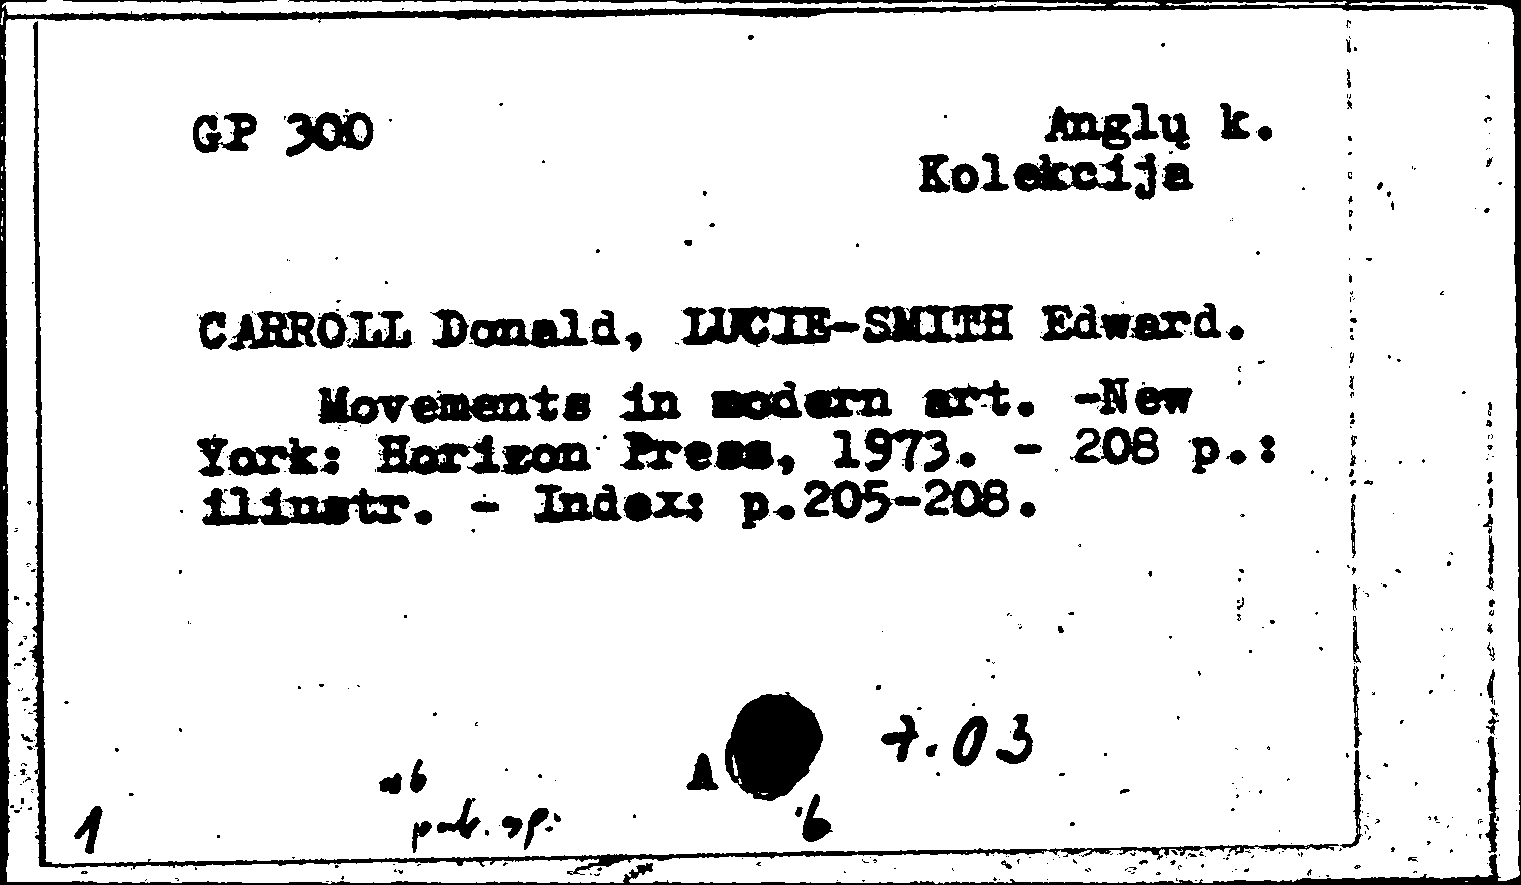 GP 300 Anglų k.
Kolekcija
CARROLL Donald, LUCIE-SMITH Edward.
Movements in modern art. -New
York: Horizon Press, 1973. - 208 p.:
iliustr. - Index: p.205-208.
A 7.03
b
1